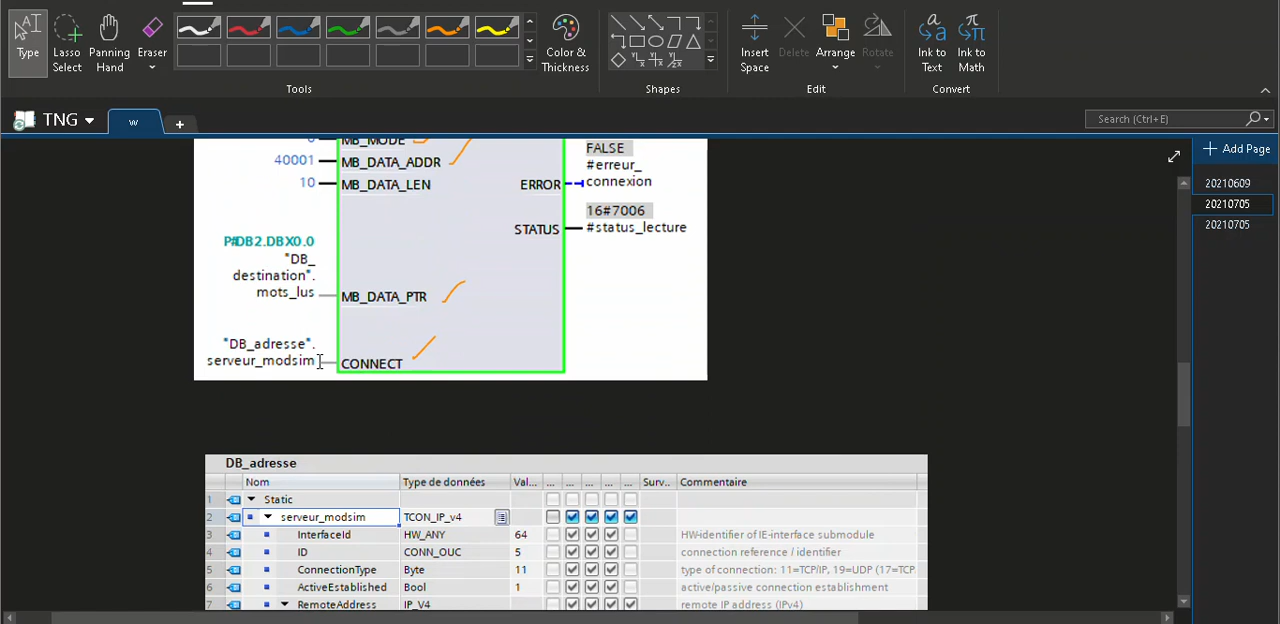 Type
Lasso
Select
Panning
Hand
Eraser
Color &
Thickness
Insert
Space
Delete
Arrange
Rotate
Ink to
Text
Ink to
Math
Tools
Shapes
Edit
Convert
TNG
w
+
Search (Ctrl+E)
Add Page
20210609
20210705
20210705
MB_MODE
40001
MB_DATA_ADDR
10
MB_DATA_LEN
FALSE
#erreur_
connexion
ERROR
16#7006
STATUS
#status_lecture
P#DB2.DBX0.0
"DB_
destination".
mots_lus
MB_DATA_PTR
"DB_adresse".
serveur_modsim
CONNECT
DB_adresse
Nom Type de données Val... ... ... ... ... ... Surv... Commentaire
1 Static
2 serveur_modsim TCON_IP_v4
3 InterfaceId HW_ANY 64 HW-identifier of IE-interface submodule
4 ID CONN_OUC 5 connection reference / identifier
5 ConnectionType Byte 11 type of connection: 11=TCP/IP, 19=UDP (17=TCP
6 ActiveEstablished Bool 1 active/passive connection establishment
7 RemoteAddress IP_V4 remote IP address (IPv4)